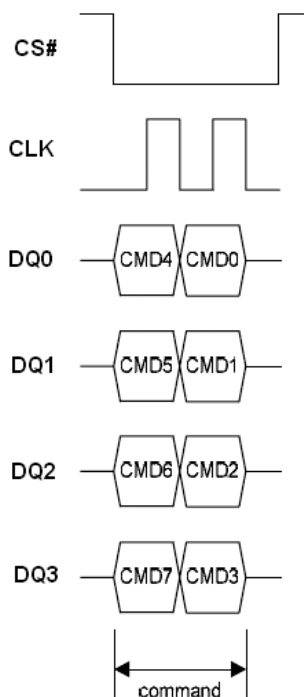 CS#
CLK
DQ0 CMD4 CMD0
DQ1 CMD5 CMD1
DQ2 CMD6 CMD2
DQ3 CMD7 CMD3
command